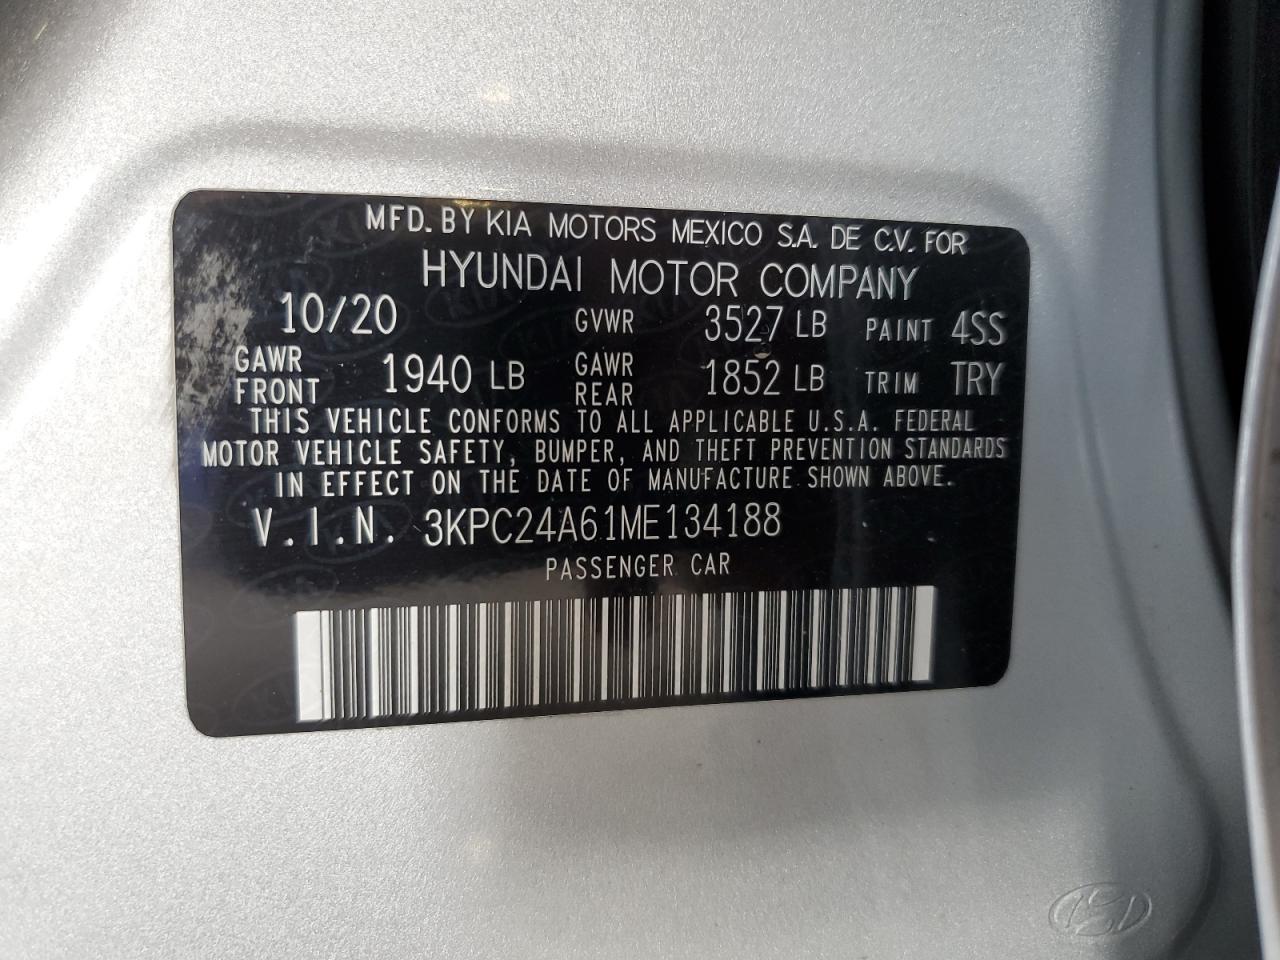 MFD. BY KIA MOTORS MEXICO S.A. DE C.V. FOR
HYUNDAI MOTOR COMPANY
10/20 GVWR 3527 LB PAINT 4SS
GAWR FRONT 1940 LB GAWR REAR 1852 LB TRIM TRY
THIS VEHICLE CONFORMS TO ALL APPLICABLE U.S.A. FEDERAL
MOTOR VEHICLE SAFETY, BUMPER, AND THEFT PREVENTION STANDARDS
IN EFFECT ON THE DATE OF MANUFACTURE SHOWN ABOVE.
V.I.N. 3KPC24A61ME134188
PASSENGER CAR